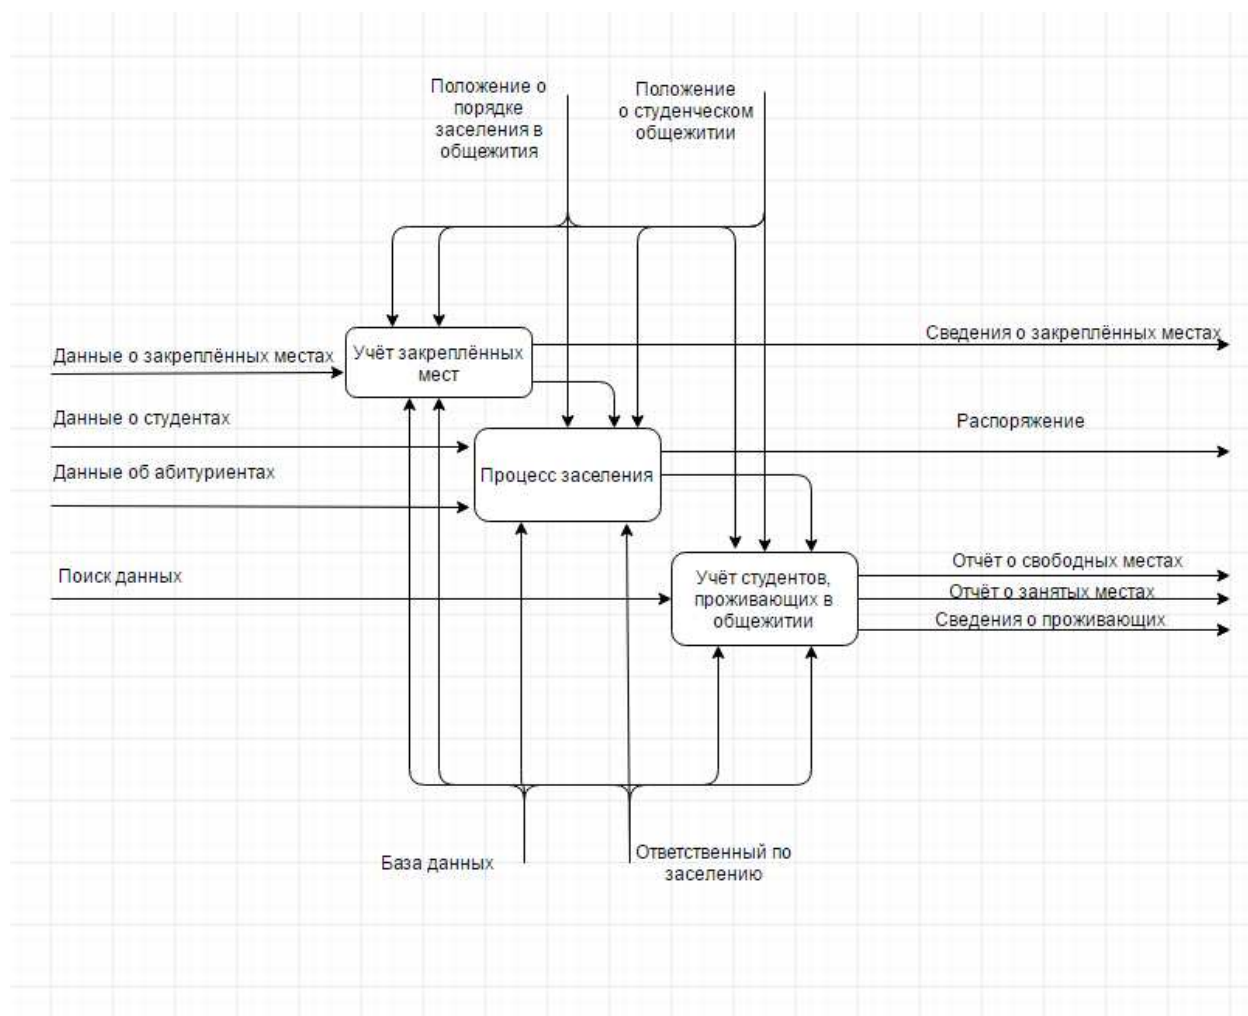 Положение о
порядке
заселения в
общежития
Положение
о студенческом
общежитии
Сведения о закреплённых местах
Данные о закреплённых местах
Учёт закреплённых
мест
Данные о студентах
Распоряжение
Данные об абитуриентах
Процесс заселения
Поиск данных
Учёт студентов,
проживающих в
общежитии
Отчёт о свободных местах
Отчёт о занятых местах
Сведения о проживающих
База данных
Ответственный по
заселению